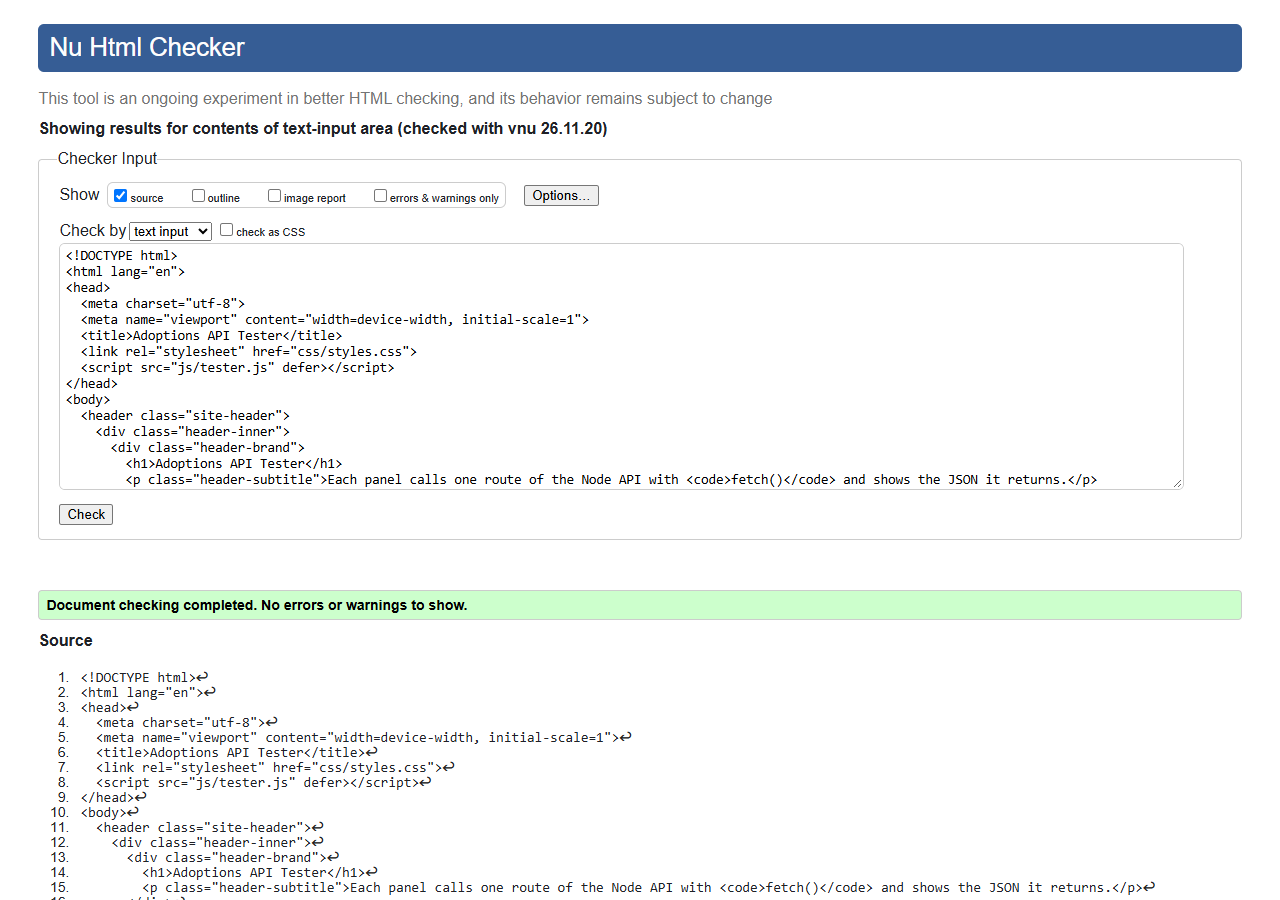 Nu Html Checker
This tool is an ongoing experiment in better HTML checking, and its behavior remains subject to change
Showing results for contents of text-input area (checked with vnu 26.11.20)
Checker Input
Show source outline image report errors & warnings only Options...
Check by text input check as CSS
<!DOCTYPE html>
<html lang="en">
<head>
  <meta charset="utf-8">
  <meta name="viewport" content="width=device-width, initial-scale=1">
  <title>Adoptions API Tester</title>
  <link rel="stylesheet" href="css/styles.css">
  <script src="js/tester.js" defer></script>
</head>
<body>
  <header class="site-header">
    <div class="header-inner">
      <div class="header-brand">
        <h1>Adoptions API Tester</h1>
        <p class="header-subtitle">Each panel calls one route of the Node API with <code>fetch()</code> and shows the JSON it returns.</p>
Check
Document checking completed. No errors or warnings to show.
Source
1. <!DOCTYPE html>↩
2. <html lang="en">↩
3. <head>↩
4.   <meta charset="utf-8">↩
5.   <meta name="viewport" content="width=device-width, initial-scale=1">↩
6.   <title>Adoptions API Tester</title>↩
7.   <link rel="stylesheet" href="css/styles.css">↩
8.   <script src="js/tester.js" defer></script>↩
9. </head>↩
10. <body>↩
11.   <header class="site-header">↩
12.     <div class="header-inner">↩
13.       <div class="header-brand">↩
14.         <h1>Adoptions API Tester</h1>↩
15.         <p class="header-subtitle">Each panel calls one route of the Node API with <code>fetch()</code> and shows the JSON it returns.</p>↩